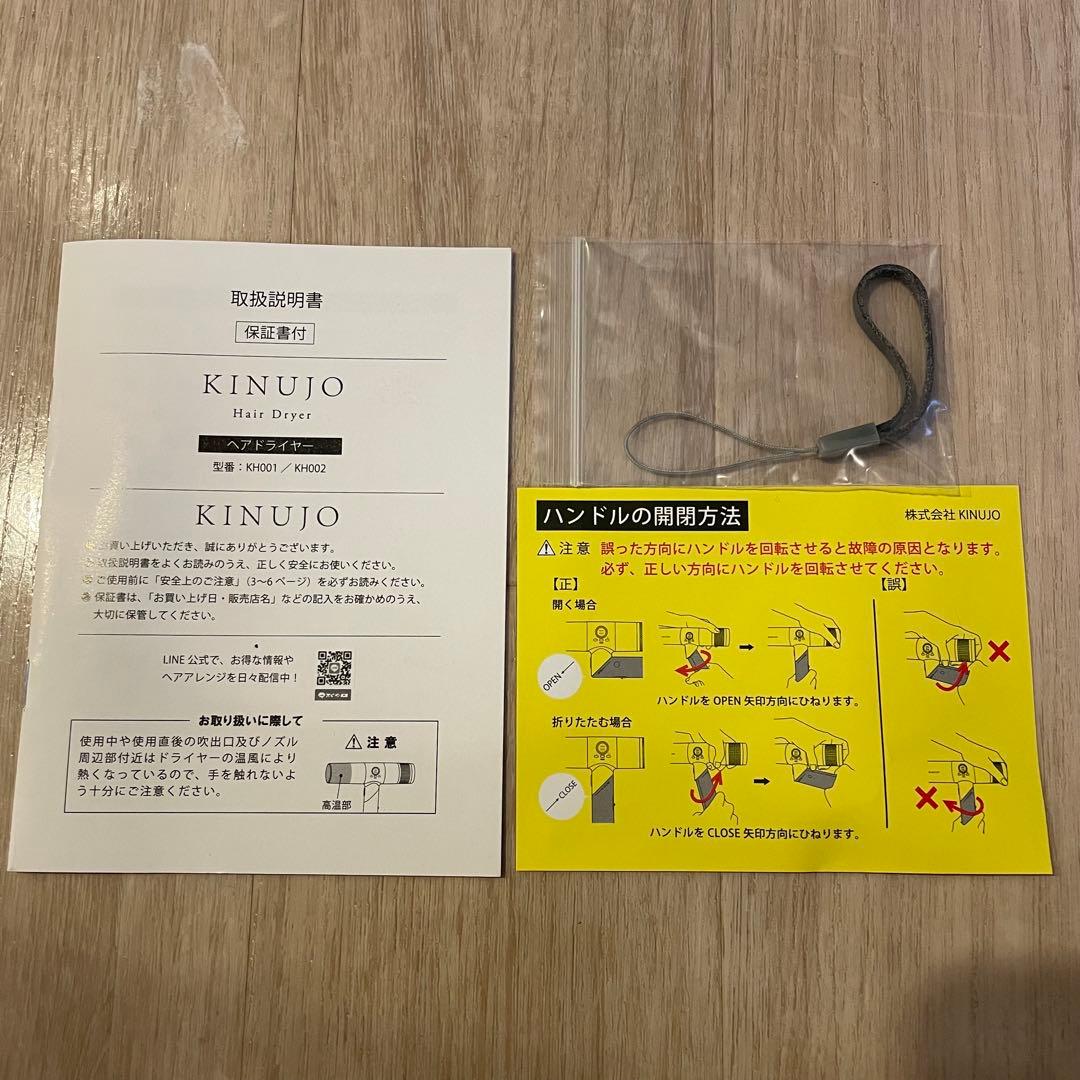 取扱説明書
保証書付
KINUJO
Hair Dryer
ヘアドライヤー
型番：KH001 ／ KH002
KINUJO
お買い上げいただき、誠にありがとうございます。
取扱説明書をよくお読みのうえ、正しく安全にお使いください。
ご使用前に「安全上のご注意」（3〜6 ページ）を必ずお読みください。
保証書は、「お買い上げ日・販売店名」などの記入をお確かめのうえ、
大切に保管してください。
LINE 公式で、お得な情報や
ヘアアレンジを日々配信中！
お取り扱いに際して
使用中や使用直後の吹出口及びノズル
周辺部付近はドライヤーの温風により
熱くなっているので、手を触れないよ
う十分にご注意ください。
注 意
高温部
ハンドルの開閉方法
株式会社 KINUJO
注 意 誤った方向にハンドルを回転させると故障の原因となります。
必ず、正しい方向にハンドルを回転させてください。
【正】
【誤】
開く場合
OPEN
ハンドルを OPEN 矢印方向にひねります。
折りたたむ場合
CLOSE
ハンドルを CLOSE 矢印方向にひねります。